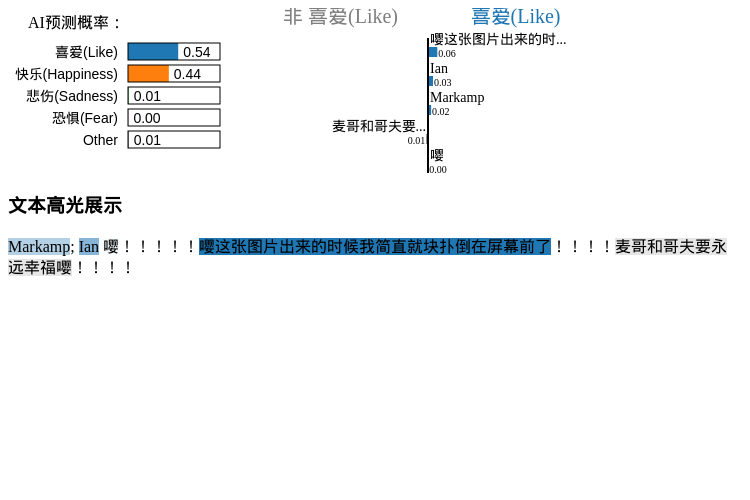 AI预测概率：
喜爱(Like) 0.54
快乐(Happiness) 0.44
悲伤(Sadness) 0.01
恐惧(Fear) 0.00
Other 0.01
非 喜爱(Like) 喜爱(Like)
嘤这张图片出来的时...
0.06
Ian
0.03
Markamp
0.02
麦哥和哥夫要...
0.01
嘤
0.00
文本高光展示
Markamp; Ian 嘤！！！！！嘤这张图片出来的时候我简直就块扑倒在屏幕前了！！！！麦哥和哥夫要永
远幸福嘤！！！！